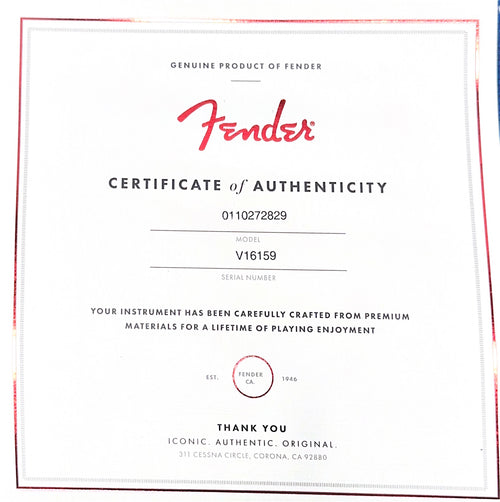 GENUINE PRODUCT OF FENDER
Fender®
CERTIFICATE of AUTHENTICITY
0110272829
MODEL
V16159
SERIAL NUMBER
YOUR INSTRUMENT HAS BEEN CAREFULLY CRAFTED FROM PREMIUM
MATERIALS FOR A LIFETIME OF PLAYING ENJOYMENT
EST. FENDER CA. 1946
THANK YOU
ICONIC. AUTHENTIC. ORIGINAL.
311 CESSNA CIRCLE, CORONA, CA 92880